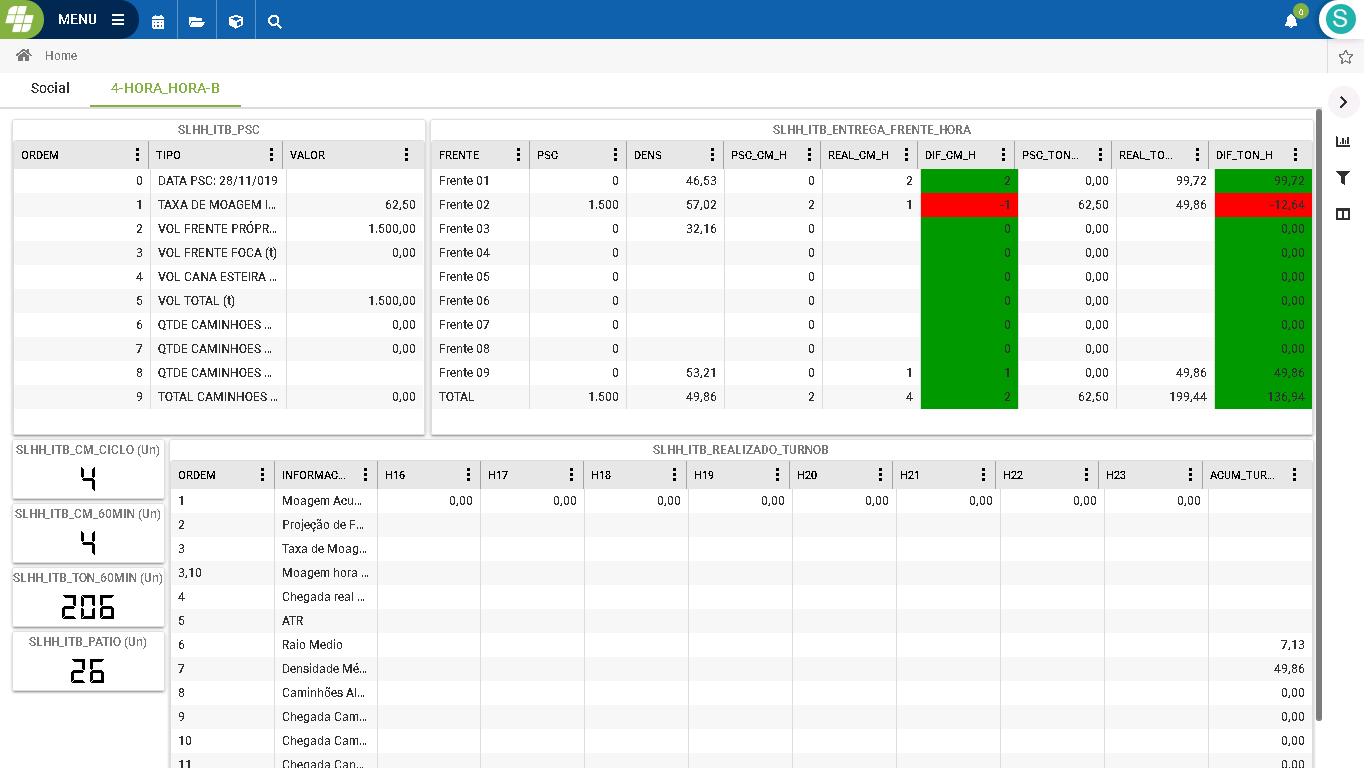 MENU
0
S
Home
Social 4-HORA_HORA-B
SLHH_ITB_PSC
ORDEM TIPO VALOR
0 DATA PSC: 28/11/019
1 TAXA DE MOAGEM I... 62,50
2 VOL FRENTE PRÓPR... 1.500,00
3 VOL FRENTE FOCA (t) 0,00
4 VOL CANA ESTEIRA ...
5 VOL TOTAL (t) 1.500,00
6 QTDE CAMINHOES ... 0,00
7 QTDE CAMINHOES ... 0,00
8 QTDE CAMINHOES ...
9 TOTAL CAMINHOES ... 0,00
SLHH_ITB_ENTREGA_FRENTE_HORA
FRENTE PSC DENS PSC_CM_H REAL_CM_H DIF_CM_H PSC_TON... REAL_TO... DIF_TON_H
Frente 01 0 46,53 0 2 2 0,00 99,72 99,72
Frente 02 1.500 57,02 2 1 -1 62,50 49,86 -12,64
Frente 03 0 32,16 0 0 0,00 0,00
Frente 04 0 0 0 0,00 0,00
Frente 05 0 0 0 0,00 0,00
Frente 06 0 0 0 0,00 0,00
Frente 07 0 0 0 0,00 0,00
Frente 08 0 0 0 0,00 0,00
Frente 09 0 53,21 0 1 1 0,00 49,86 49,86
TOTAL 1.500 49,86 2 4 2 62,50 199,44 136,94
SLHH_ITB_CM_CICLO (Un)
4
SLHH_ITB_CM_60MIN (Un)
4
SLHH_ITB_TON_60MIN (Un)
206
SLHH_ITB_PATIO (Un)
26
SLHH_ITB_REALIZADO_TURNOB
ORDEM INFORMAC... H16 H17 H18 H19 H20 H21 H22 H23 ACUM_TUR...
1 Moagem Acu... 0,00 0,00 0,00 0,00 0,00 0,00 0,00 0,00
2 Projeção de F...
3 Taxa de Moag...
3,10 Moagem hora ...
4 Chegada real ...
5 ATR
6 Raio Medio 7,13
7 Densidade Mé... 49,86
8 Caminhões Al... 0,00
9 Chegada Cam... 0,00
10 Chegada Cam... 0,00
11 Chegada Can... 0,00